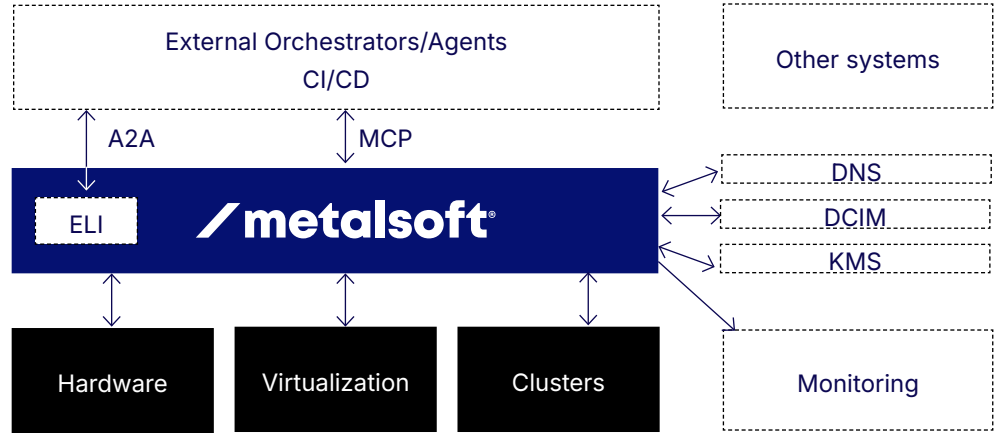 External Orchestrators/Agents
CI/CD
Other systems
A2A
MCP
DNS
ELI
metalsoft®
DCIM
KMS
Hardware
Virtualization
Clusters
Monitoring